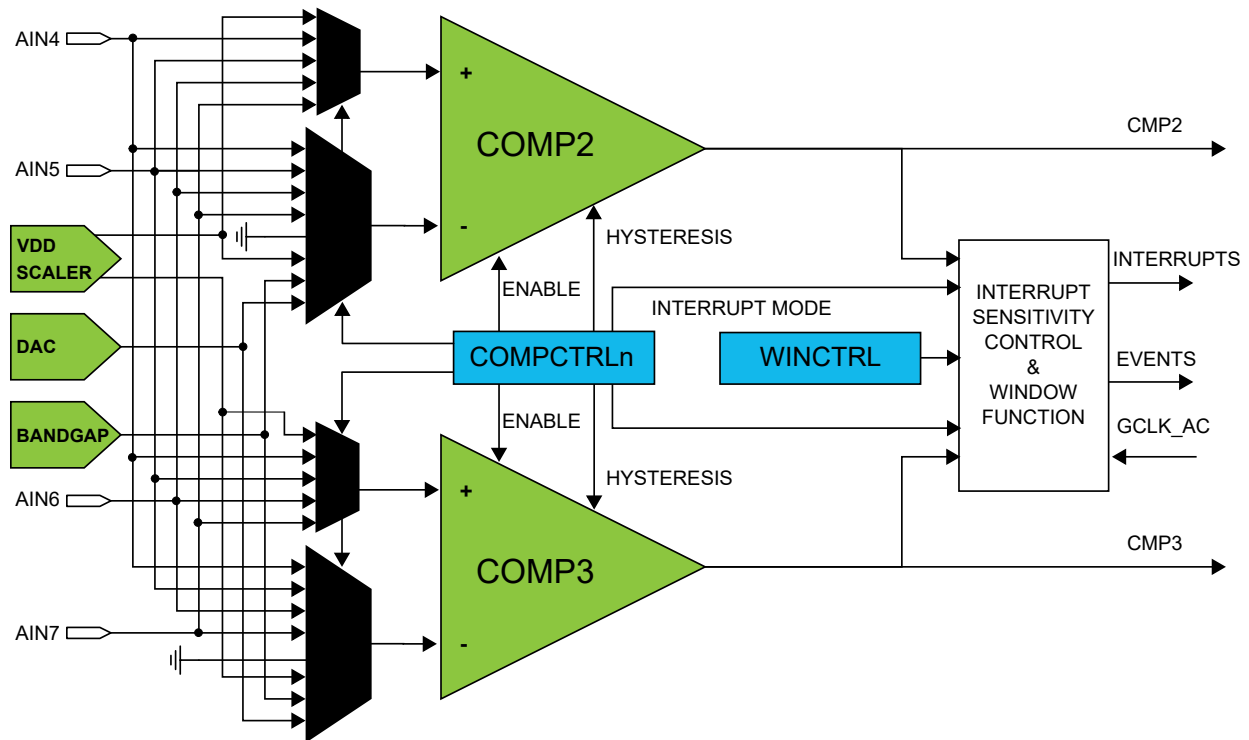 AIN4
+
COMP2
-
CMP2
AIN5
VDD
SCALER
HYSTERESIS
ENABLE
INTERRUPT MODE
INTERRUPT
SENSITIVITY
CONTROL
&
WINDOW
FUNCTION
INTERRUPTS
DAC
COMPCTRLn
WINCTRL
EVENTS
BANDGAP
ENABLE
GCLK_AC
AIN6
HYSTERESIS
+
COMP3
-
CMP3
AIN7